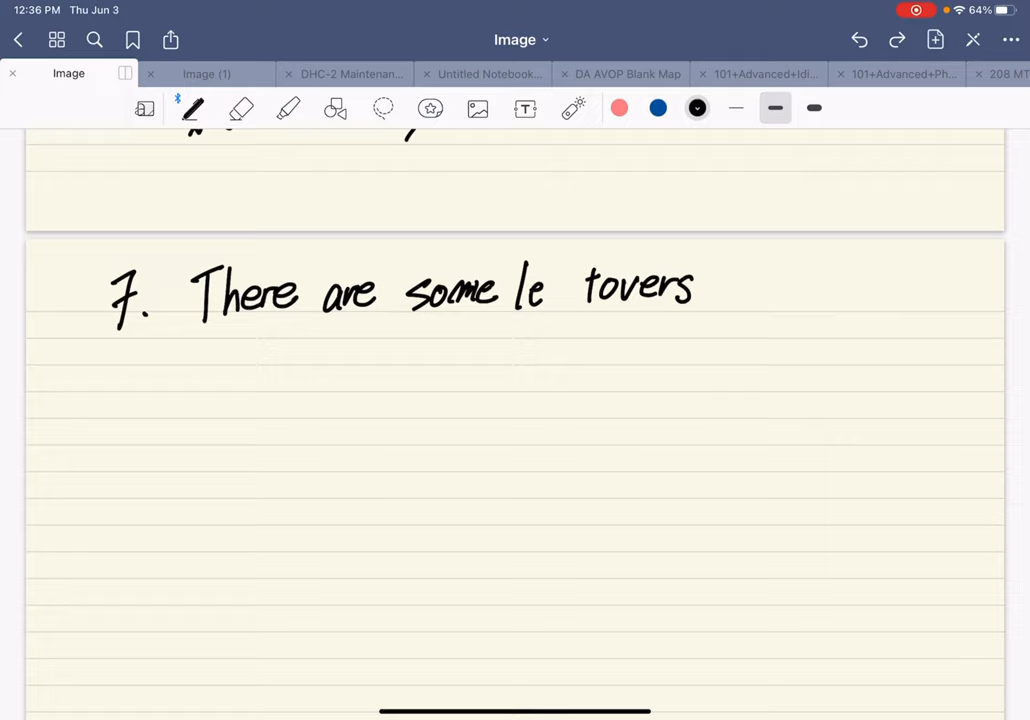 12:36 PM Thu Jun 3
64%
Image
Image
Image (1)
DHC-2 Maintenan...
Untitled Notebook...
DA AVOP Blank Map
101+Advanced+Idi...
101+Advanced+Ph...
208 MT
T
7. There are some le tovers